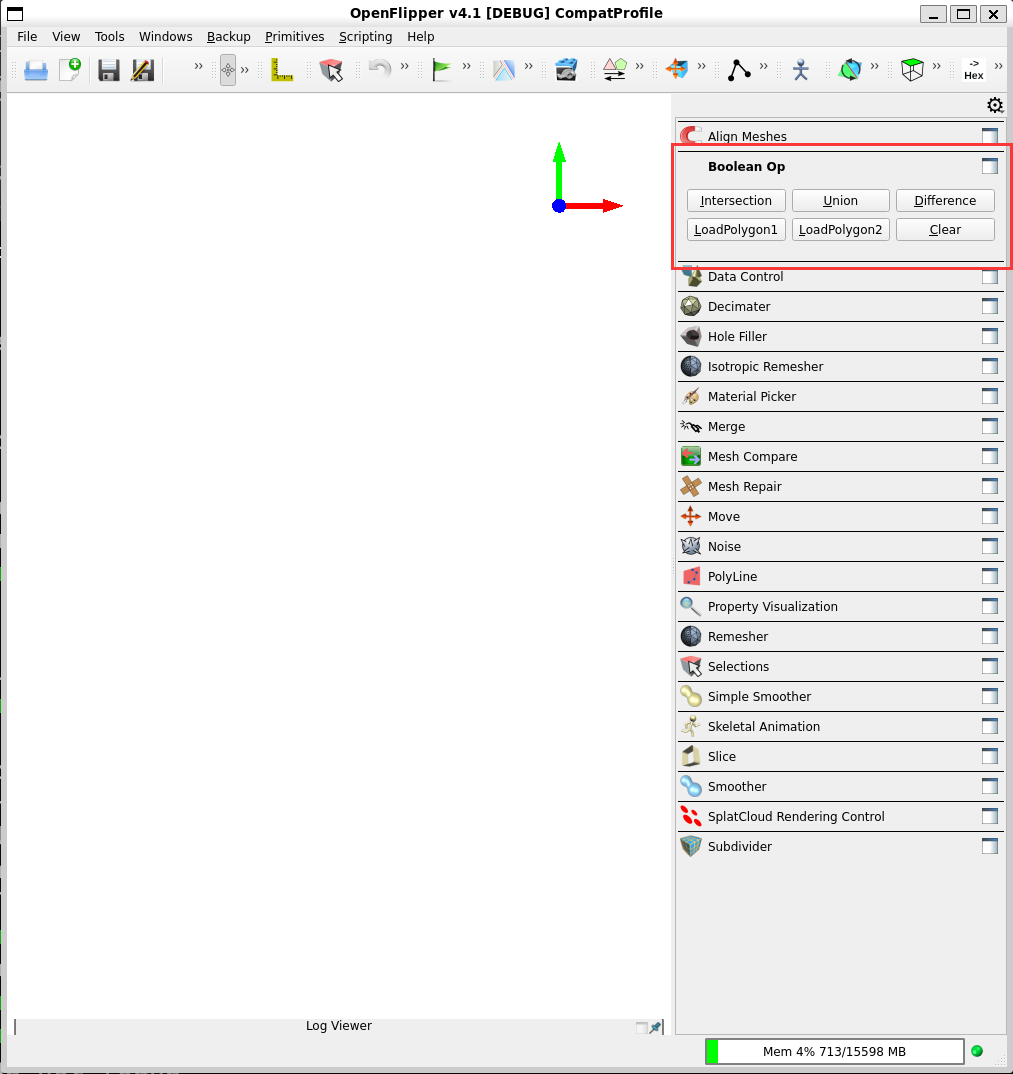 OpenFlipper v4.1 [DEBUG] CompatProfile
File View Tools Windows Backup Primitives Scripting Help
->
Hex
Align Meshes
Boolean Op
Intersection Union Difference
LoadPolygon1 LoadPolygon2 Clear
Data Control
Decimater
Hole Filler
Isotropic Remesher
Material Picker
Merge
Mesh Compare
Mesh Repair
Move
Noise
PolyLine
Property Visualization
Remesher
Selections
Simple Smoother
Skeletal Animation
Slice
Smoother
SplatCloud Rendering Control
Subdivider
Log Viewer
Mem 4% 713/15598 MB